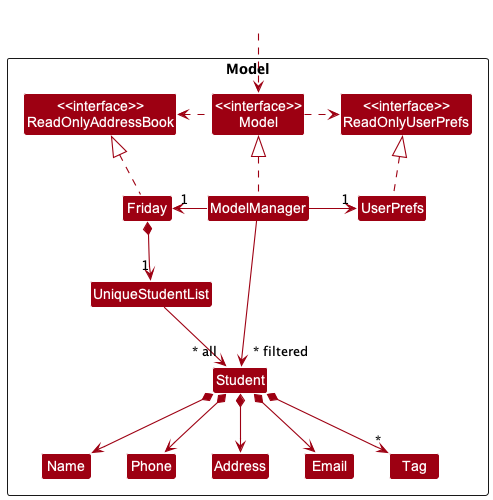 Model
<<interface>>
ReadOnlyAddressBook
<<interface>>
Model
<<interface>>
ReadOnlyUserPrefs
Friday
1
ModelManager
1
UserPrefs
1
UniqueStudentList
* all
* filtered
Student
*
Name
Phone
Address
Email
Tag